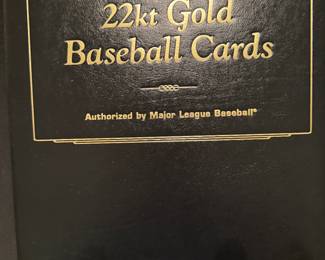 22kt Gold
Baseball Cards
Authorized by Major League Baseball®